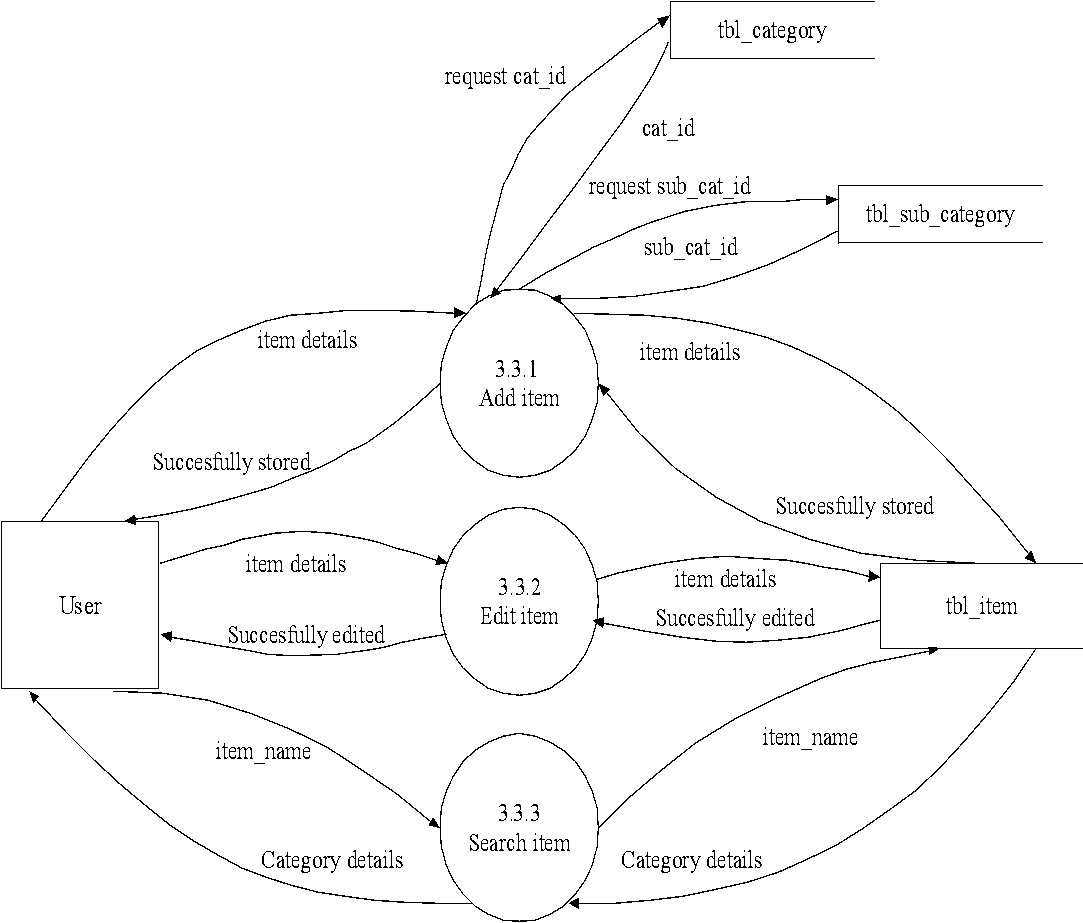 tbl_category
request cat_id
cat_id
request sub_cat_id
tbl_sub_category
sub_cat_id
item details
item details
3.3.1
Add item
Succesfully stored
Succesfully stored
item details
item details
3.3.2
Edit item
User
tbl_item
Succesfully edited
Succesfully edited
item_name
item_name
3.3.3
Search item
Category details
Category details